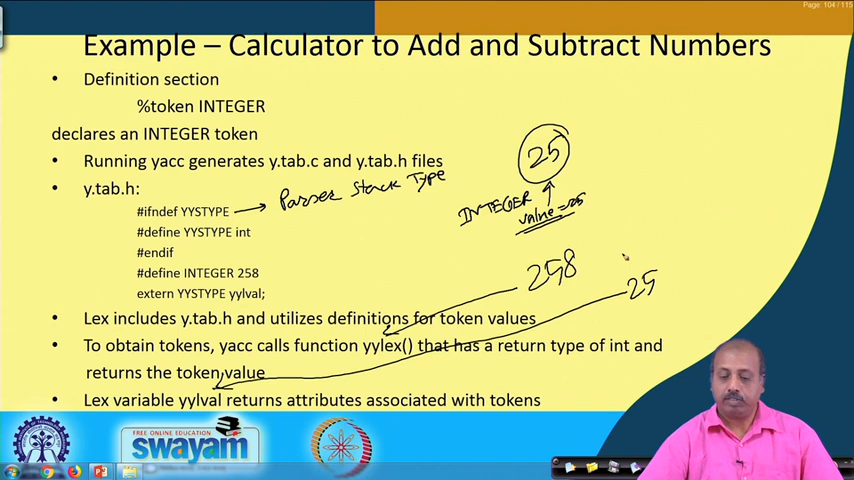 Page: 104 / 115
Example – Calculator to Add and Subtract Numbers
• Definition section
%token INTEGER
declares an INTEGER token
• Running yacc generates y.tab.c and y.tab.h files
25
• y.tab.h:
Parser Stack Type
#ifndef YYSTYPE
INTEGER value = 25
#define YYSTYPE int
#endif
#define INTEGER 258
258
25
extern YYSTYPE yylval;
• Lex includes y.tab.h and utilizes definitions for token values
• To obtain tokens, yacc calls function yylex() that has a return type of int and
returns the token value
• Lex variable yylval returns attributes associated with tokens
FREE ONLINE EDUCATION
swayam